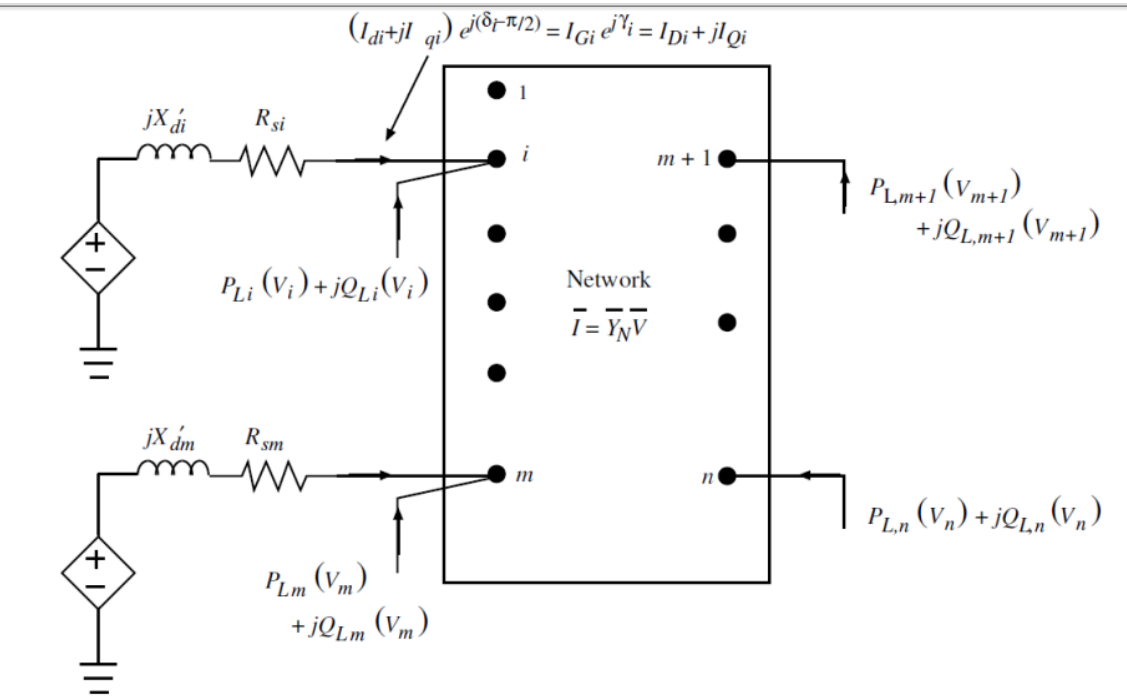 (I_di+jI_qi) e^j(δ_i-π/2) = I_Gi e^jγ_i = I_Di + jI_Qi
1
jX'_di
R_si
i
m + 1
P_L,m+1 (V_m+1)
+jQ_L,m+1 (V_m+1)
+
−
P_Li (V_i) + jQ_Li (V_i)
Network
I̅ = Y̅_N V̅
jX'_dm
R_sm
m
n
P_L,n (V_n) + jQ_L,n (V_n)
+
−
P_Lm (V_m)
+jQ_Lm (V_m)